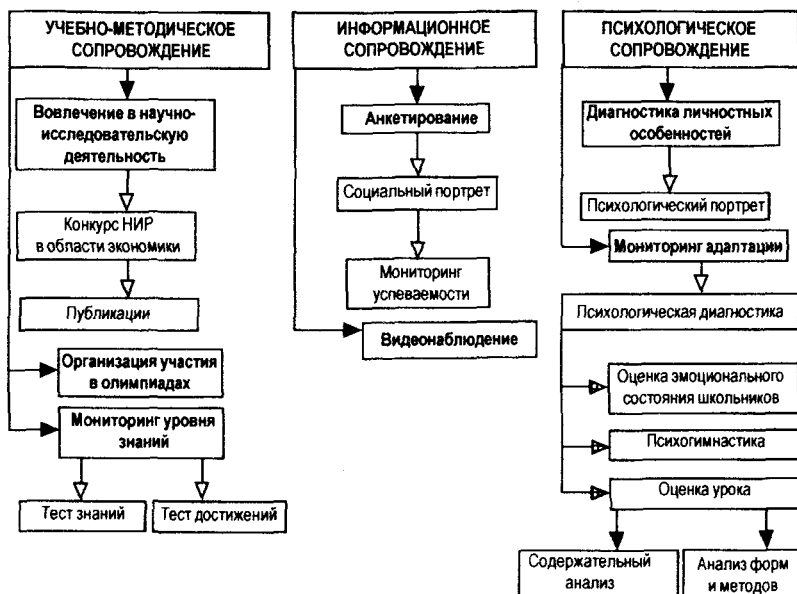 УЧЕБНО-МЕТОДИЧЕСКОЕ
СОПРОВОЖДЕНИЕ
Вовлечение в научно-
исследовательскую
деятельность
Конкурс НИР
в области экономики
Публикации
Организация участия
в олимпиадах
Мониторинг уровня
знаний
Тест знаний
Тест достижений
ИНФОРМАЦИОННОЕ
СОПРОВОЖДЕНИЕ
Анкетирование
Социальный портрет
Мониторинг
успеваемости
Видеонаблюдение
ПСИХОЛОГИЧЕСКОЕ
СОПРОВОЖДЕНИЕ
Диагностика личностных
особенностей
Психологический портрет
Мониторинг адаптации
Психологическая диагностика
Оценка эмоционального
состояния школьников
Психогимнастика
Оценка урока
Содержательный
анализ
Анализ форм
и методов